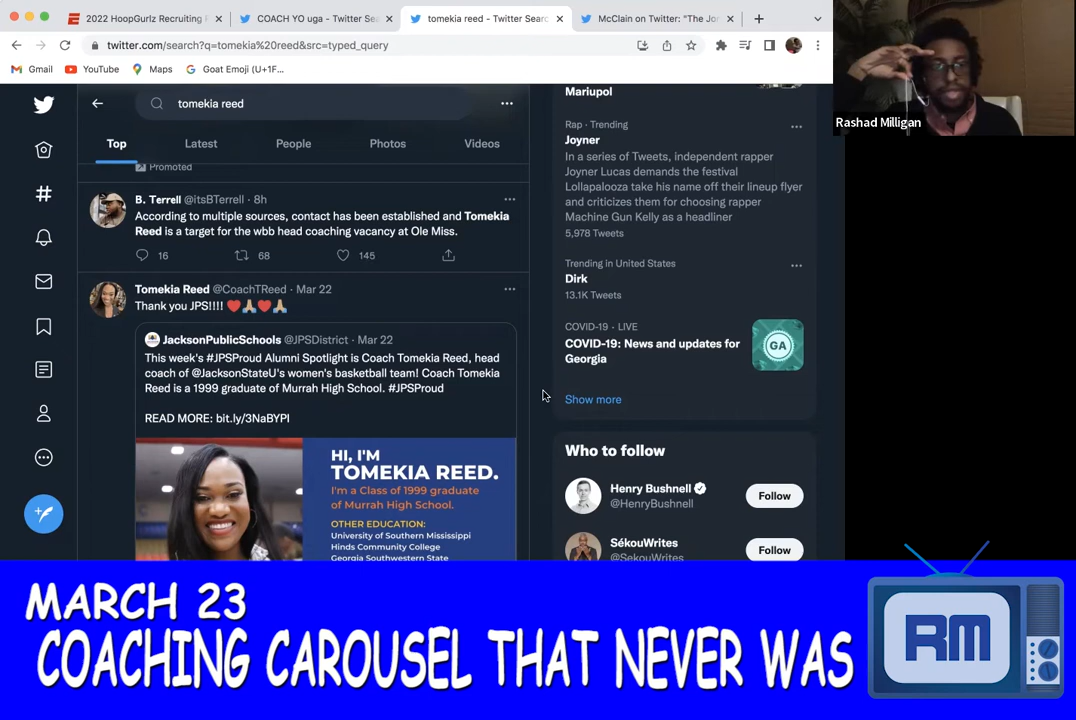 2022 HoopGurlz Recruiting
COACH YO uga - Twitter Sea
tomekia reed - Twitter Search
McClain on Twitter: "The Jor
twitter.com/search?q=tomekia%20reed&src=typed_query
Gmail
YouTube
Maps
Goat Emoji (U+1F...
Rashad Milligan
tomekia reed
Top
Latest
People
Photos
Videos
Promoted
B. Terrell @itsBTerrell · 8h
According to multiple sources, contact has been established and Tomekia
Reed is a target for the wbb head coaching vacancy at Ole Miss.
16
68
145
Tomekia Reed @CoachTReed · Mar 22
Thank you JPS!!!! ❤️🙏🏽❤️🙏🏽
JacksonPublicSchools @JPSDistrict · Mar 22
This week's #JPSProud Alumni Spotlight is Coach Tomekia Reed, head
coach of @JacksonStateU's women's basketball team! Coach Tomekia
Reed is a 1999 graduate of Murrah High School. #JPSProud
READ MORE: bit.ly/3NaBYPl
HI, I'M
TOMEKIA REED.
I'm a Class of 1999 graduate
of Murrah High School.
OTHER EDUCATION:
University of Southern Mississippi
Hinds Community College
Georgia Southwestern State
Mariupol
Rap · Trending
Joyner
In a series of Tweets, independent rapper
Joyner Lucas demands the festival
Lollapalooza take his name off their lineup flyer
and criticizes them for choosing rapper
Machine Gun Kelly as a headliner
5,978 Tweets
Trending in United States
Dirk
13.1K Tweets
COVID-19 · LIVE
COVID-19: News and updates for
Georgia
GA
Show more
Who to follow
Henry Bushnell
@HenryBushnell
Follow
SékouWrites
@SekouWrites
Follow
MARCH 23
COACHING CAROUSEL THAT NEVER WAS
RM